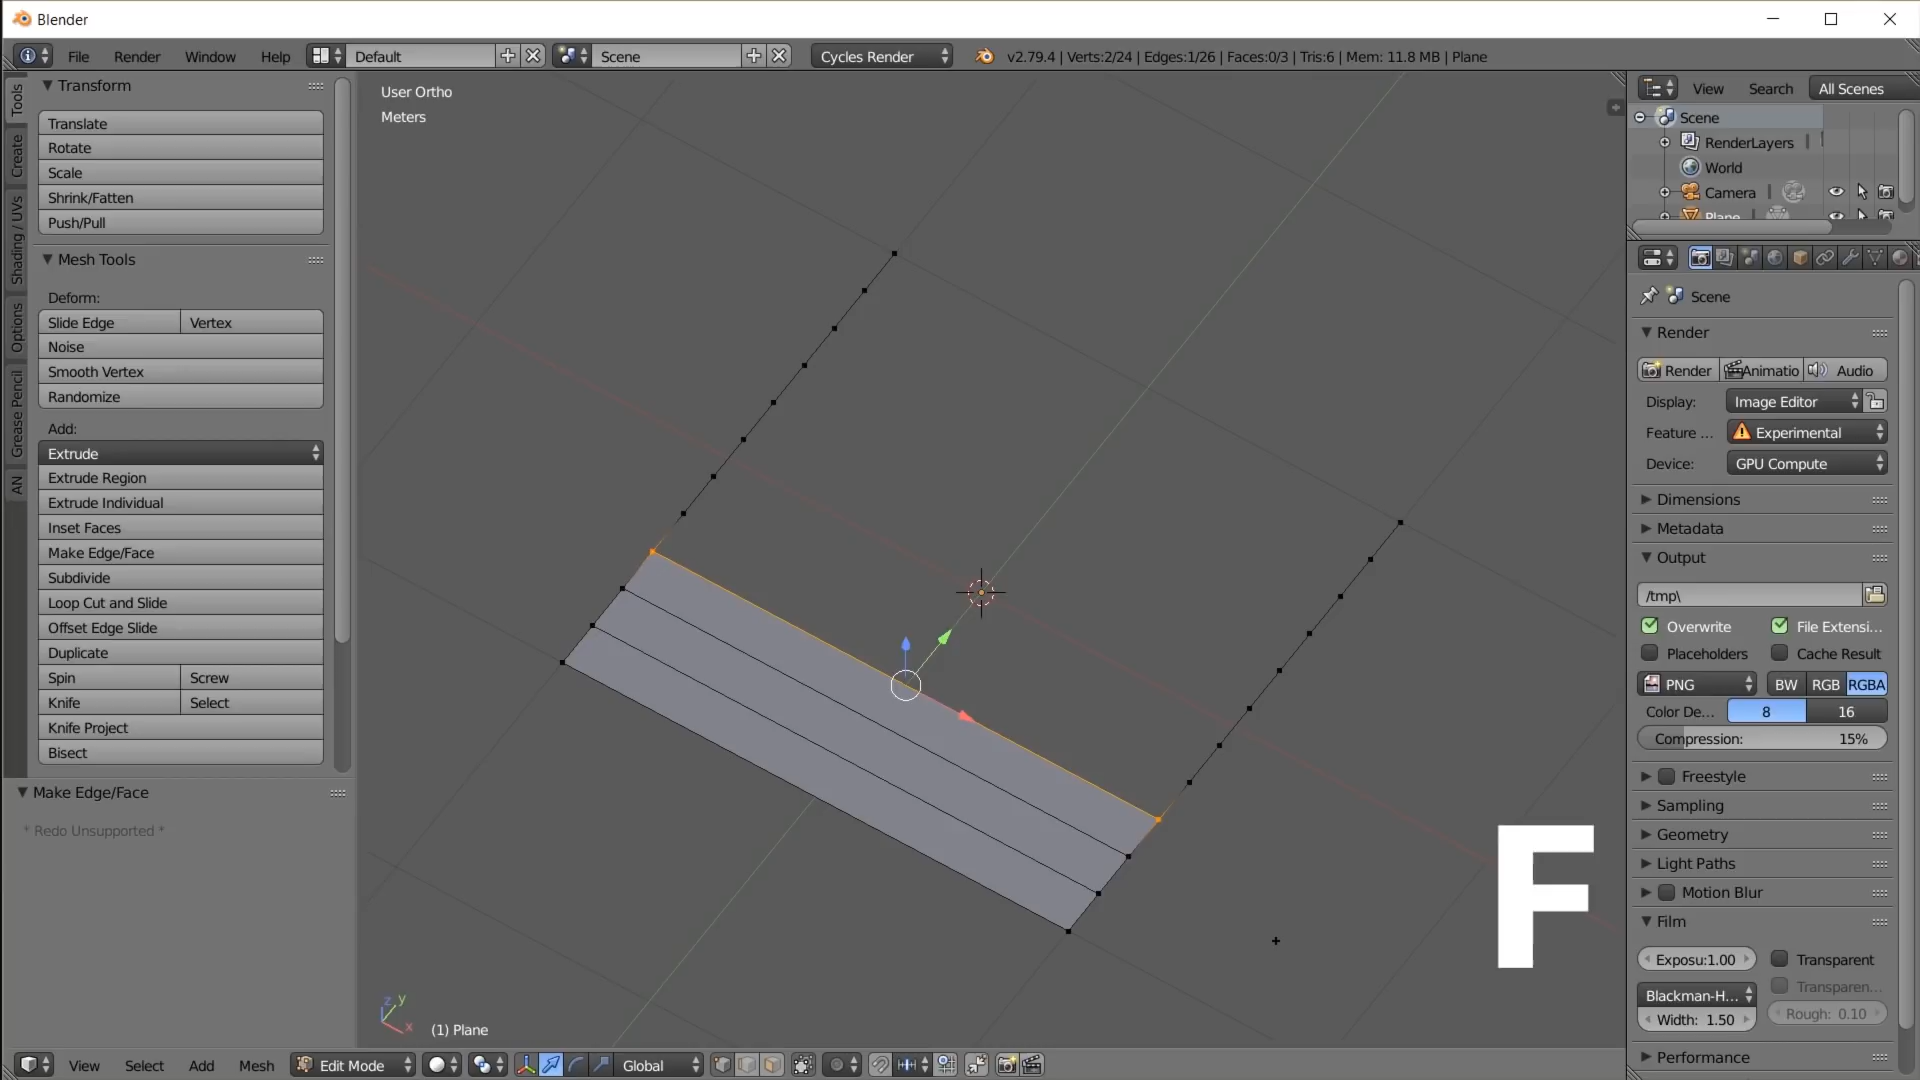 Blender
File Render Window Help Default Scene Cycles Render v2.79.4 | Verts:2/24 | Edges:1/26 | Faces:0/3 | Tris:6 | Mem: 11.8 MB | Plane
Tools
Create
Shading / UVs
Options
Grease Pencil
AN
Transform
Translate
Rotate
Scale
Shrink/Fatten
Push/Pull
Mesh Tools
Deform:
Slide Edge Vertex
Noise
Smooth Vertex
Randomize
Add:
Extrude
Extrude Region
Extrude Individual
Inset Faces
Make Edge/Face
Subdivide
Loop Cut and Slide
Offset Edge Slide
Duplicate
Spin Screw
Knife Select
Knife Project
Bisect
Make Edge/Face
* Redo Unsupported *
User Ortho
Meters
z y
x
(1) Plane
F
View Select Add Mesh Edit Mode Global
View Search All Scenes
Scene
RenderLayers
World
Camera
Plane
Scene
Render
Render Animatio Audio
Display: Image Editor
Feature ... Experimental
Device: GPU Compute
Dimensions
Metadata
Output
/tmp\
Overwrite File Extensi...
Placeholders Cache Result
PNG BW RGB RGBA
Color De... 8 16
Compression: 15%
Freestyle
Sampling
Geometry
Light Paths
Motion Blur
Film
Exposu:1.00 Transparent
Transparen...
Blackman-H...
Width: 1.50 Rough: 0.10
Performance